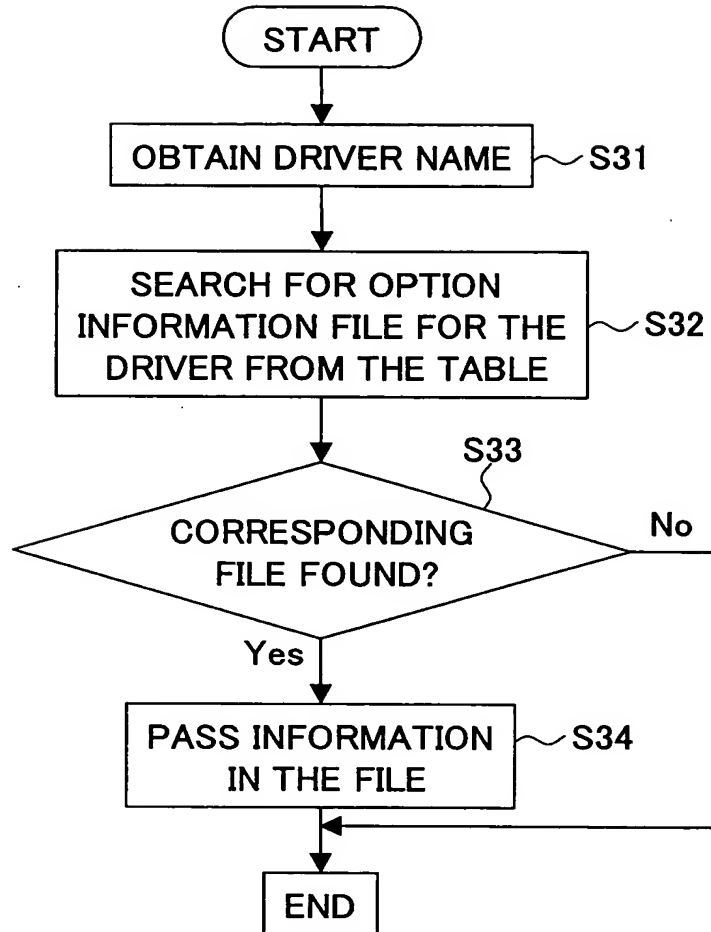 START
OBTAIN DRIVER NAME
S31
SEARCH FOR OPTION
INFORMATION FILE FOR THE
DRIVER FROM THE TABLE
S32
S33
CORRESPONDING
FILE FOUND?
No
Yes
PASS INFORMATION
IN THE FILE
S34
END